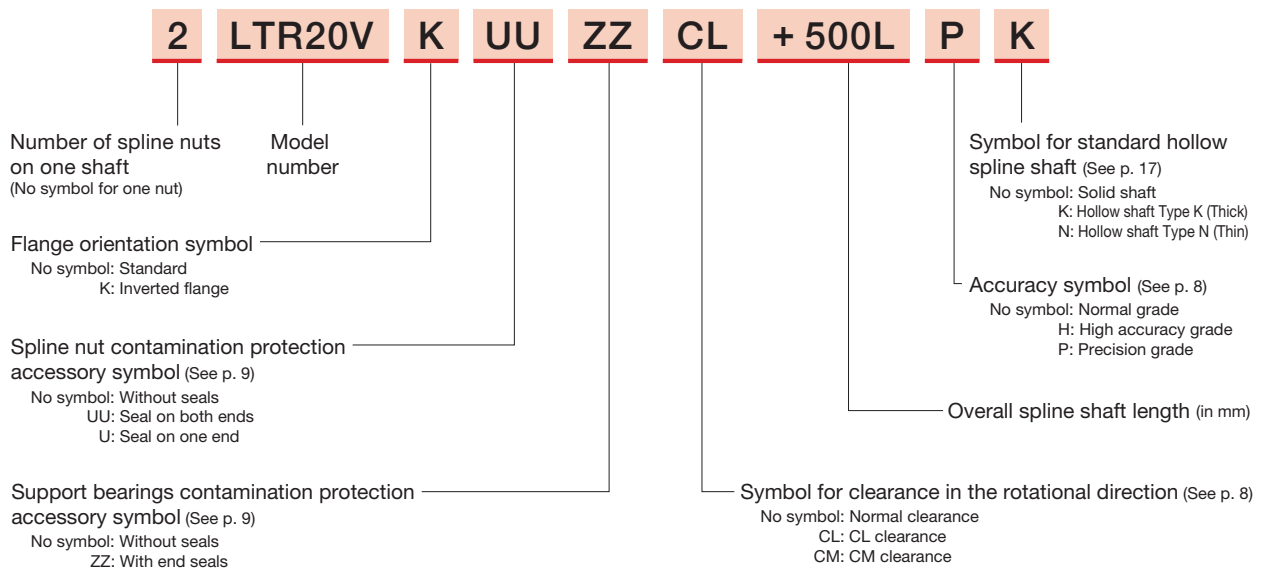 2 LTR20V K UU ZZ CL + 500L P K
Number of spline nuts
on one shaft
(No symbol for one nut)
Model
number
Flange orientation symbol
No symbol: Standard
K: Inverted flange
Spline nut contamination protection
accessory symbol (See p. 9)
No symbol: Without seals
UU: Seal on both ends
U: Seal on one end
Support bearings contamination protection
accessory symbol (See p. 9)
No symbol: Without seals
ZZ: With end seals
Symbol for standard hollow
spline shaft (See p. 17)
No symbol: Solid shaft
K: Hollow shaft Type K (Thick)
N: Hollow shaft Type N (Thin)
Accuracy symbol (See p. 8)
No symbol: Normal grade
H: High accuracy grade
P: Precision grade
Overall spline shaft length (in mm)
Symbol for clearance in the rotational direction (See p. 8)
No symbol: Normal clearance
CL: CL clearance
CM: CM clearance